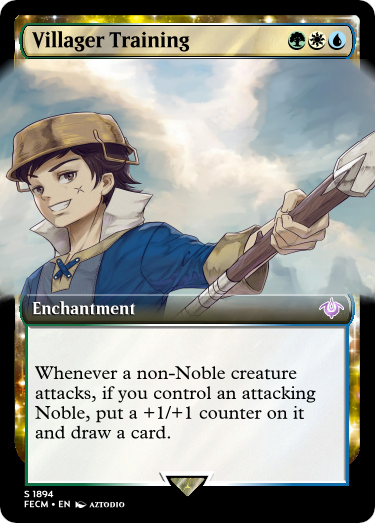 Villager Training
Enchantment
Whenever a non-Noble creature
attacks, if you control an attacking
Noble, put a +1/+1 counter on it
and draw a card.
S 1894
FECM • EN AZTODIO